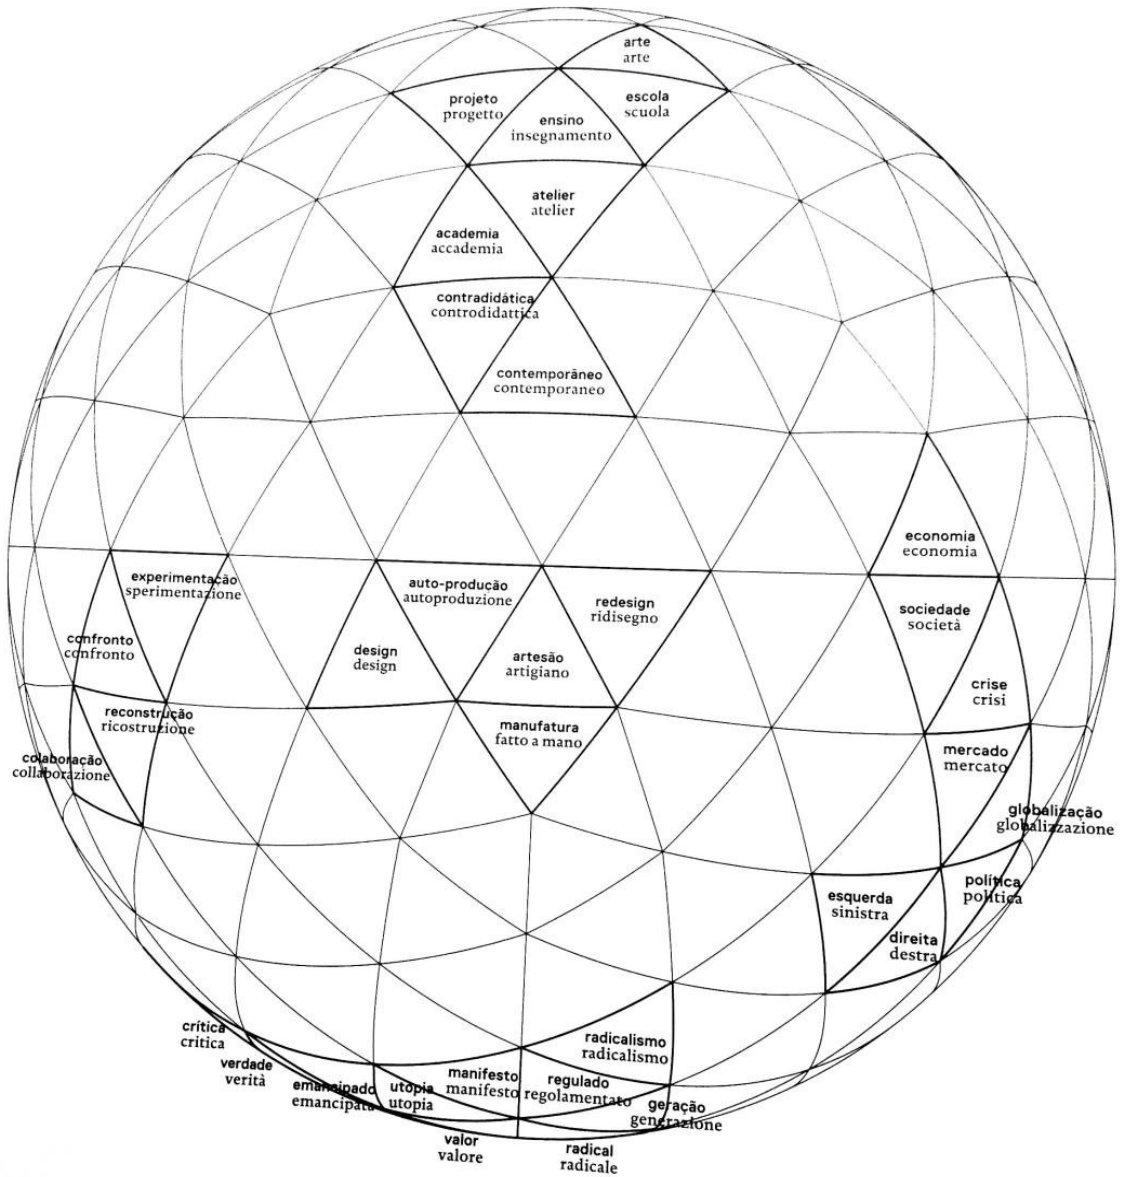 arte
arte
projeto
progetto
escola
scuola
ensino
insegnamento
atelier
atelier
academia
accademia
contradidática
controdidattica
contemporâneo
contemporaneo
economia
economia
experimentação
sperimentazione
auto-produção
autoproduzione
redesign
ridisegno
sociedade
società
confronto
confronto
design
design
artesão
artigiano
crise
crisi
reconstrução
ricostruzione
manufatura
fatto a mano
mercado
mercato
colaboração
collaborazione
globalização
globalizzazione
política
politica
esquerda
sinistra
direita
destra
crítica
critica
radicalismo
radicalismo
verdade
verità
manifesto
manifesto
regulado
regolamentato
emancipado
emancipata
utopia
utopia
geração
generazione
valor
valore
radical
radicale